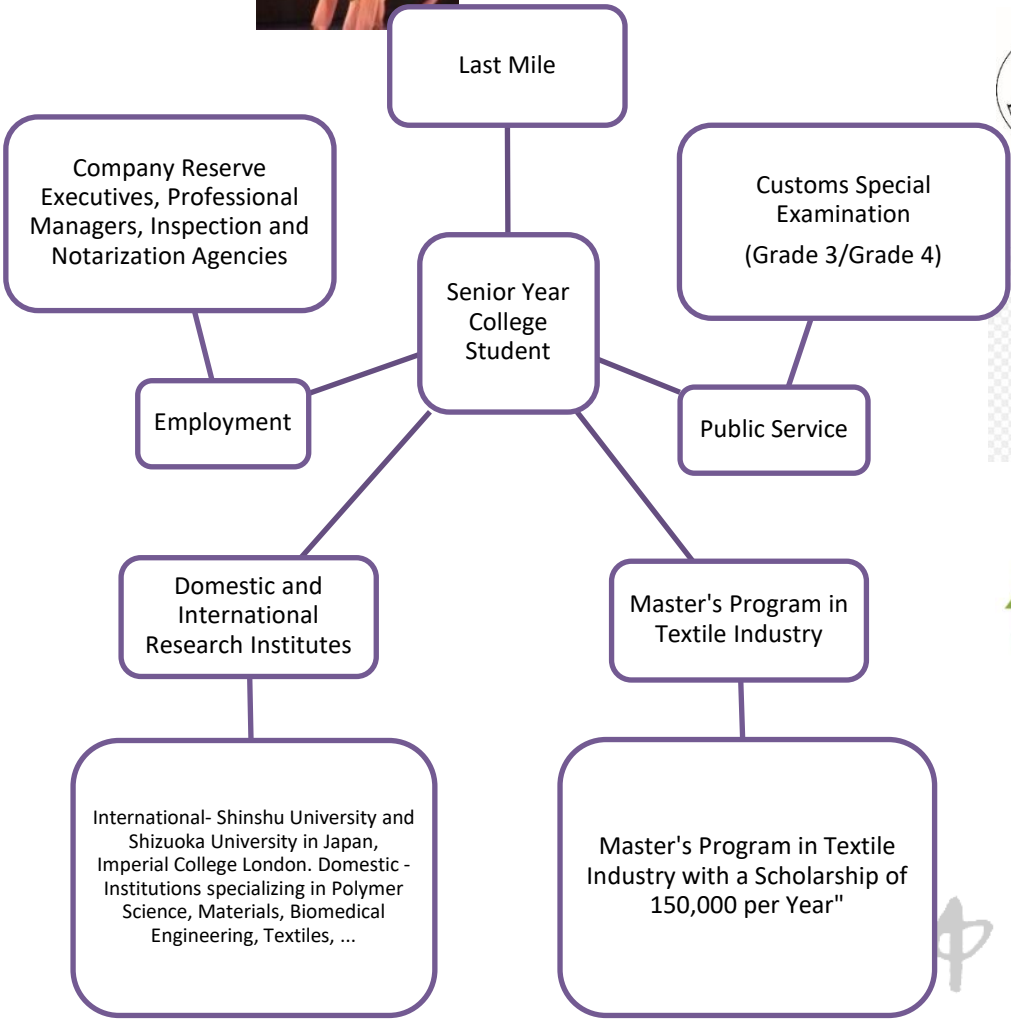 Last Mile
Company Reserve
Executives, Professional
Managers, Inspection and
Notarization Agencies
Customs Special
Examination
(Grade 3/Grade 4)
Senior Year
College
Student
Employment
Public Service
Domestic and
International
Research Institutes
Master's Program in
Textile Industry
International- Shinshu University and
Shizuoka University in Japan,
Imperial College London. Domestic -
Institutions specializing in Polymer
Science, Materials, Biomedical
Engineering, Textiles, ...
Master's Program in Textile
Industry with a Scholarship of
150,000 per Year"